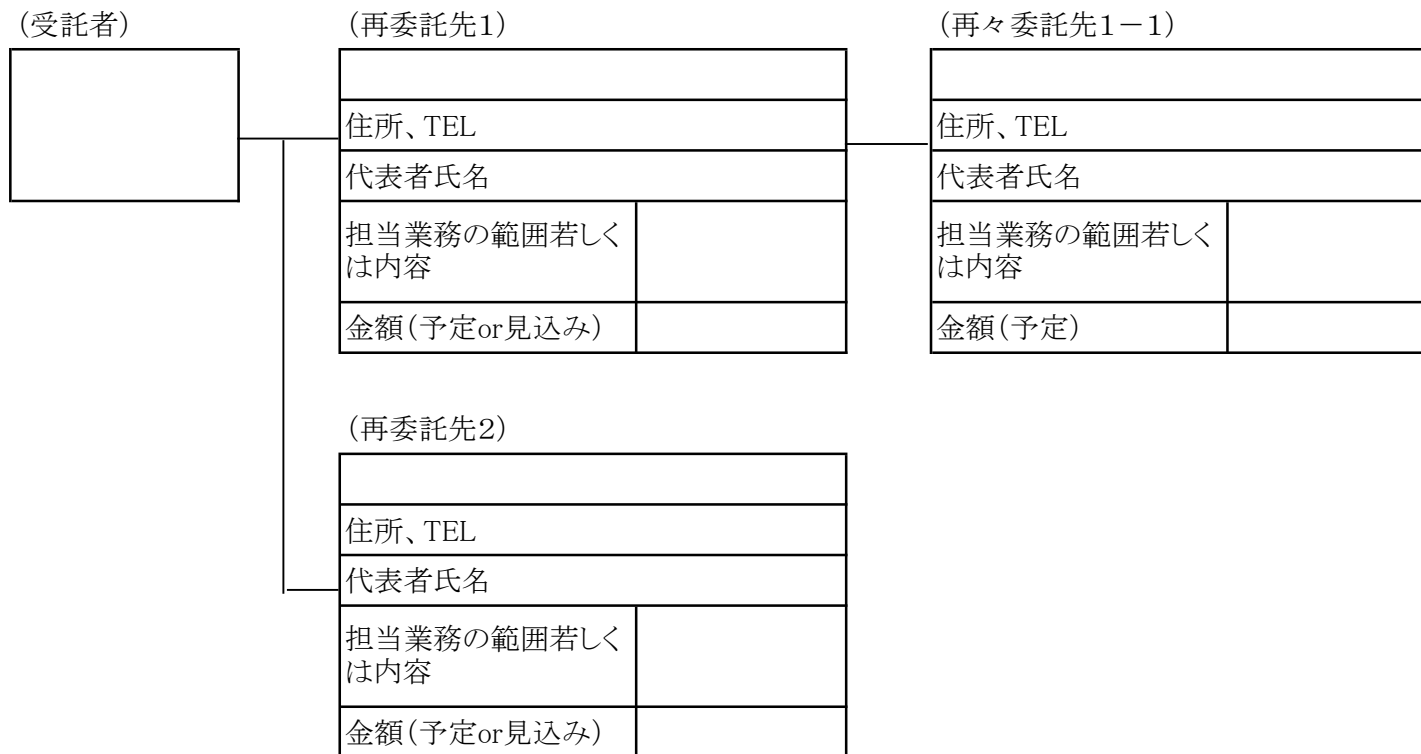 （受託者）
（再委託先1）
（再々委託先1－1）
住所、TEL
代表者氏名
担当業務の範囲若しく
は内容
金額（予定or見込み）
住所、TEL
代表者氏名
担当業務の範囲若しく
は内容
金額（予定）
（再委託先2）
住所、TEL
代表者氏名
担当業務の範囲若しく
は内容
金額（予定or見込み）